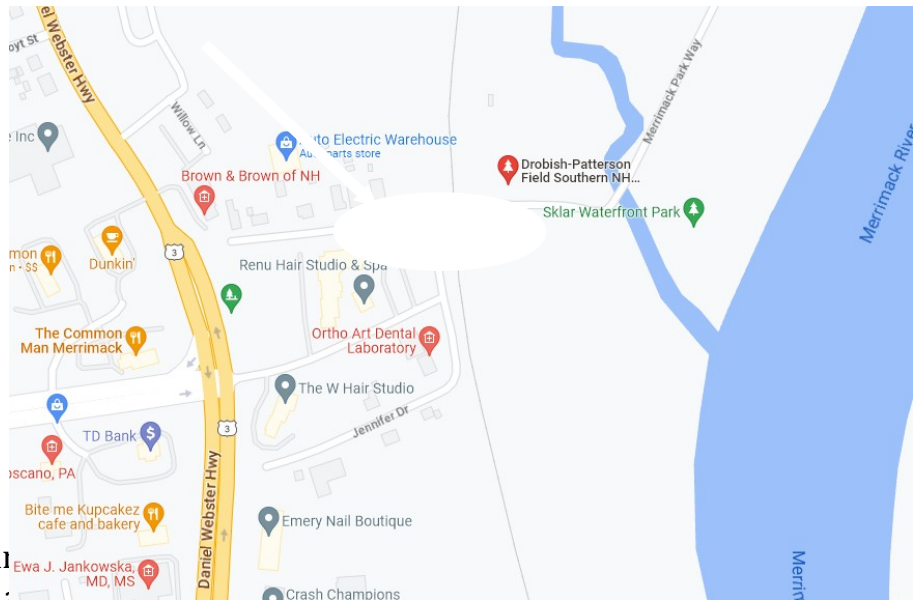 el Webster Hwy
oyt St
Willow Ln
Merrimack Park Way
Merrimack River
e Inc
Auto Electric Warehouse
Auto parts store
Drobish-Patterson
Field Southern NH...
Brown & Brown of NH
Sklar Waterfront Park
3
mon
n • $$
Dunkin'
Renu Hair Studio & Spa
The Common
Man Merrimack
Ortho Art Dental
Laboratory
The W Hair Studio
3
TD Bank
Jennifer Dr
oscano, PA
Daniel Webster Hwy
Bite me Kupcakez
cafe and bakery
Emery Nail Boutique
Ewa J. Jankowska,
MD, MS
Crash Champions
Merrin